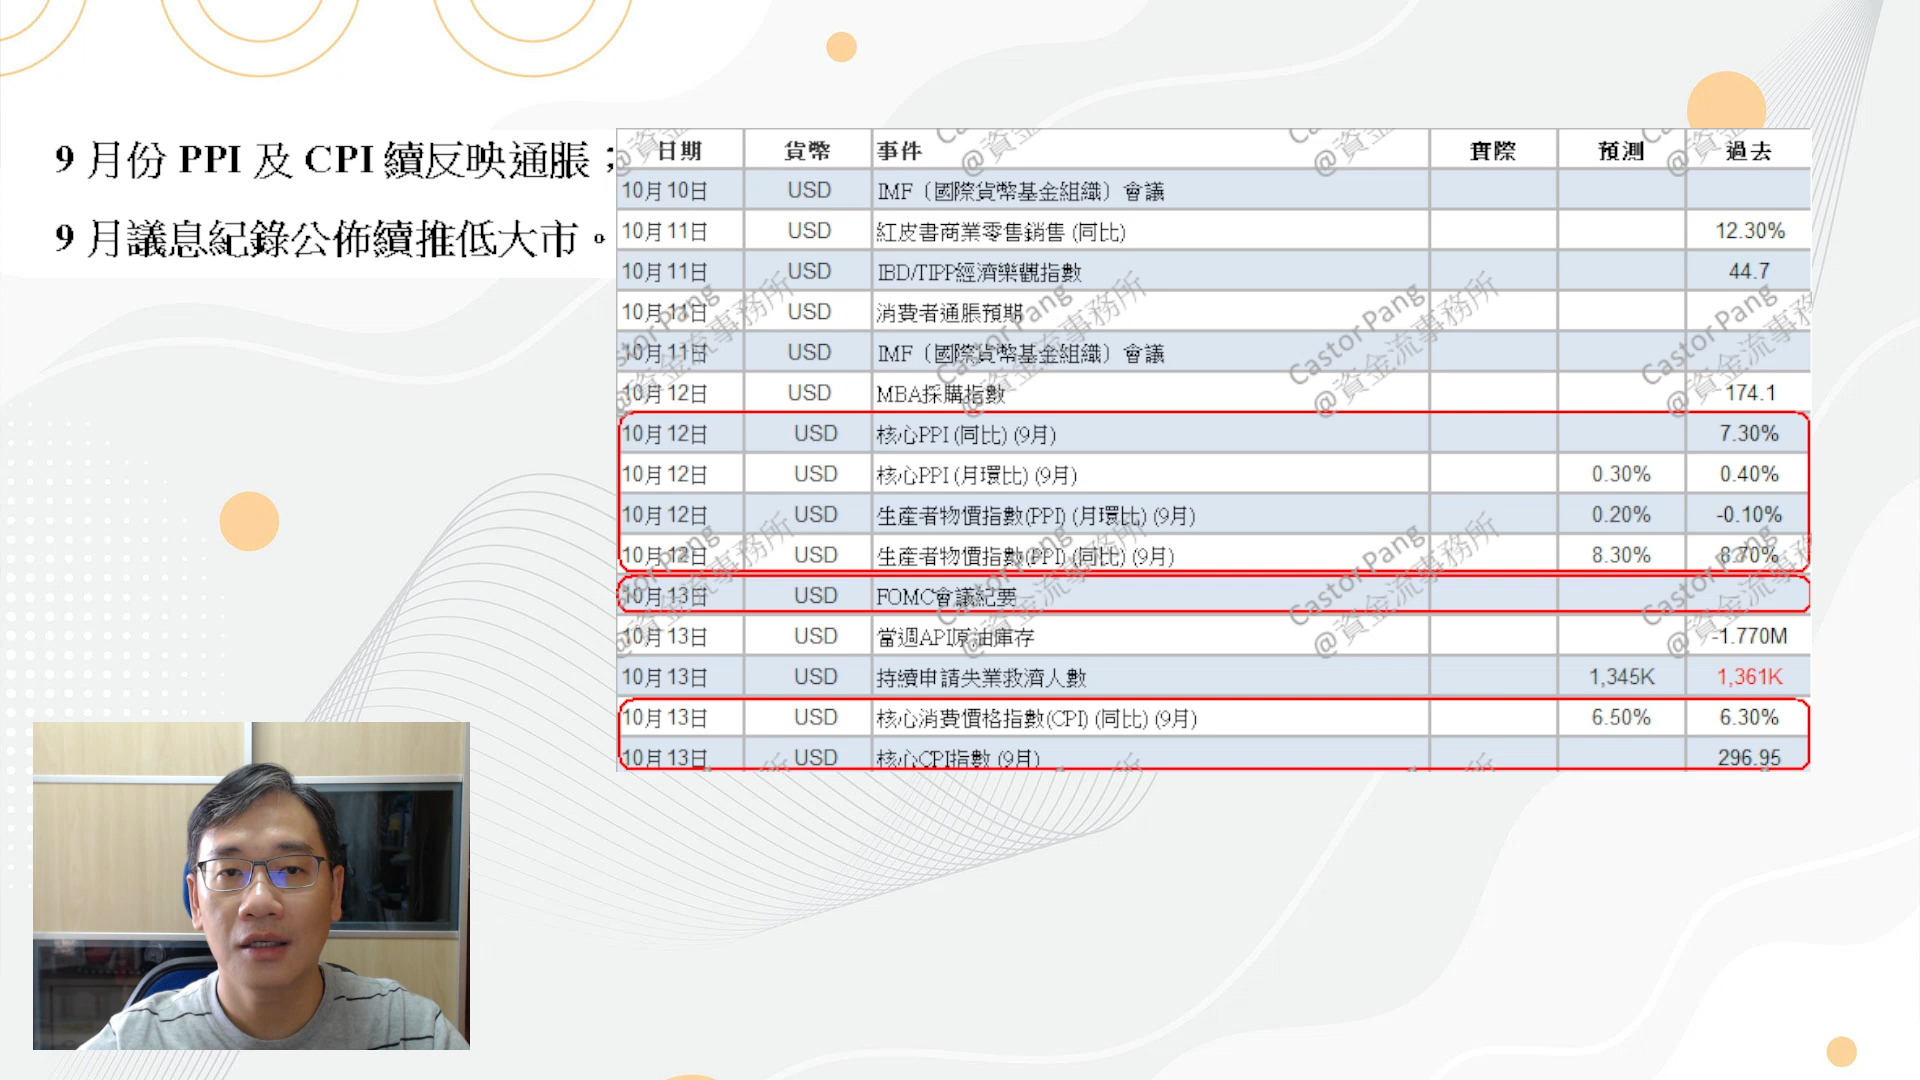 9 月份 PPI 及 CPI 續反映通脹；
9 月議息紀錄公佈續推低大市。
日期 貨幣 事件 實際 預測 過去
10月10日 USD IMF（國際貨幣基金組織）會議
10月11日 USD 紅皮書商業零售銷售 (同比) 12.30%
10月11日 USD IBD/TIPP經濟樂觀指數 44.7
10月11日 USD 消費者通脹預期
10月11日 USD IMF（國際貨幣基金組織）會議
10月12日 USD MBA採購指數 174.1
10月12日 USD 核心PPI (同比) (9月) 7.30%
10月12日 USD 核心PPI (月環比) (9月) 0.30% 0.40%
10月12日 USD 生產者物價指數(PPI) (月環比) (9月) 0.20% -0.10%
10月12日 USD 生產者物價指數(PPI) (同比) (9月) 8.30% 8.70%
10月13日 USD FOMC會議紀要
10月13日 USD 當週API原油庫存 -1.770M
10月13日 USD 持續申請失業救濟人數 1,345K 1,361K
10月13日 USD 核心消費價格指數(CPI) (同比) (9月) 6.50% 6.30%
10月13日 USD 核心CPI指數 (9月) 296.95
Castor Pang
@資金流事務所